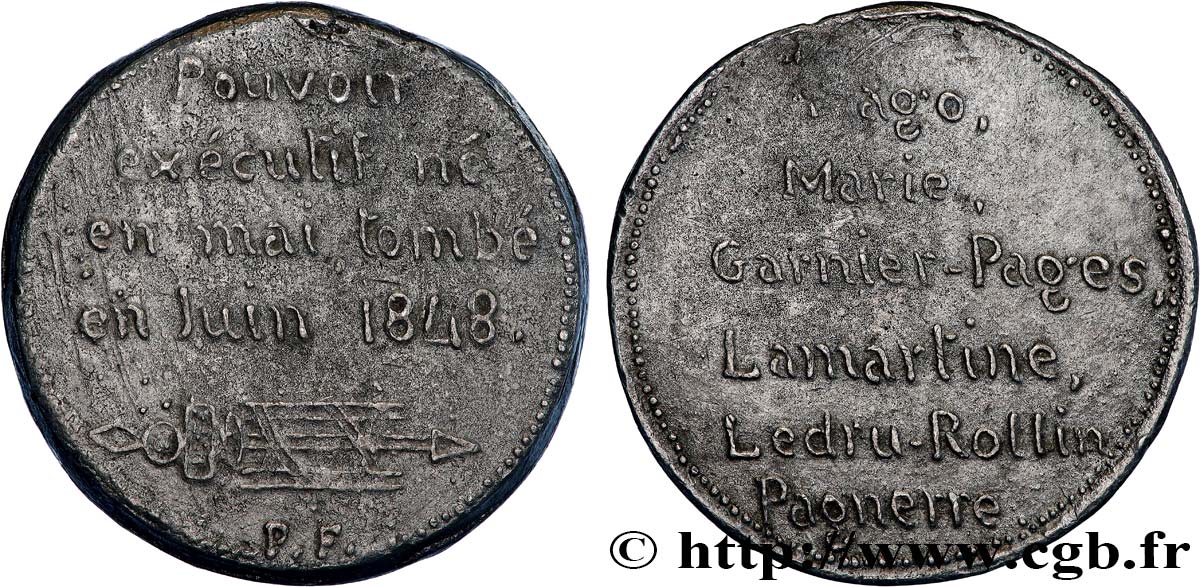 Pouvoir
exécutif né
en mai, tombé
en Juin 1848.
P. F.
Arago,
Marie,
Garnier-Pages,
Lamartine,
Ledru-Rollin
Pagnerre
© http://www.cgb.fr